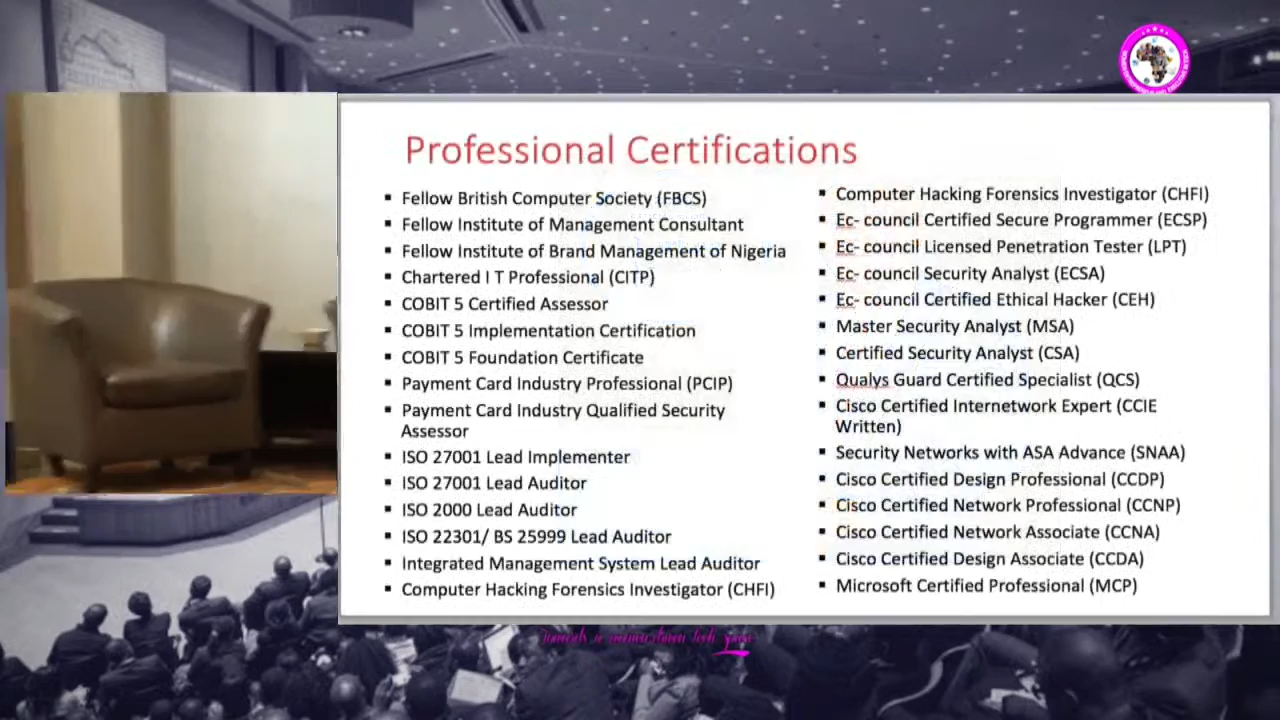 Professional Certifications
▪ Fellow British Computer Society (FBCS)
▪ Fellow Institute of Management Consultant
▪ Fellow Institute of Brand Management of Nigeria
▪ Chartered I T Professional (CITP)
▪ COBIT 5 Certified Assessor
▪ COBIT 5 Implementation Certification
▪ COBIT 5 Foundation Certificate
▪ Payment Card Industry Professional (PCIP)
▪ Payment Card Industry Qualified Security
Assessor
▪ ISO 27001 Lead Implementer
▪ ISO 27001 Lead Auditor
▪ ISO 2000 Lead Auditor
▪ ISO 22301/ BS 25999 Lead Auditor
▪ Integrated Management System Lead Auditor
▪ Computer Hacking Forensics Investigator (CHFI)
▪ Computer Hacking Forensics Investigator (CHFI)
▪ Ec- council Certified Secure Programmer (ECSP)
▪ Ec- council Licensed Penetration Tester (LPT)
▪ Ec- council Security Analyst (ECSA)
▪ Ec- council Certified Ethical Hacker (CEH)
▪ Master Security Analyst (MSA)
▪ Certified Security Analyst (CSA)
▪ Qualys Guard Certified Specialist (QCS)
▪ Cisco Certified Internetwork Expert (CCIE
Written)
▪ Security Networks with ASA Advance (SNAA)
▪ Cisco Certified Design Professional (CCDP)
▪ Cisco Certified Network Professional (CCNP)
▪ Cisco Certified Network Associate (CCNA)
▪ Cisco Certified Design Associate (CCDA)
▪ Microsoft Certified Professional (MCP)